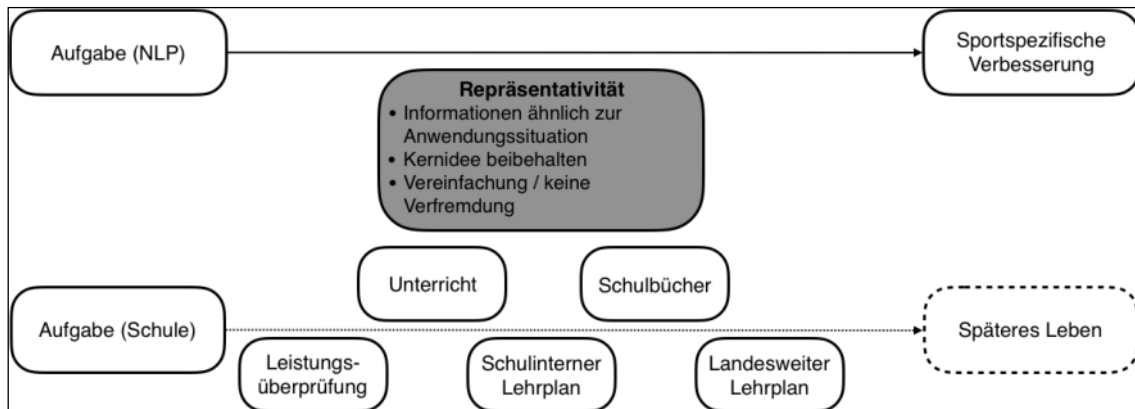 Aufgabe (NLP)
Sportspezifische
Verbesserung
Repräsentativität
• Informationen ähnlich zur
Anwendungssituation
• Kernidee beibehalten
• Vereinfachung / keine
Verfremdung
Unterricht
Schulbücher
Aufgabe (Schule)
Späteres Leben
Leistungs-
überprüfung
Schulinterner
Lehrplan
Landesweiter
Lehrplan